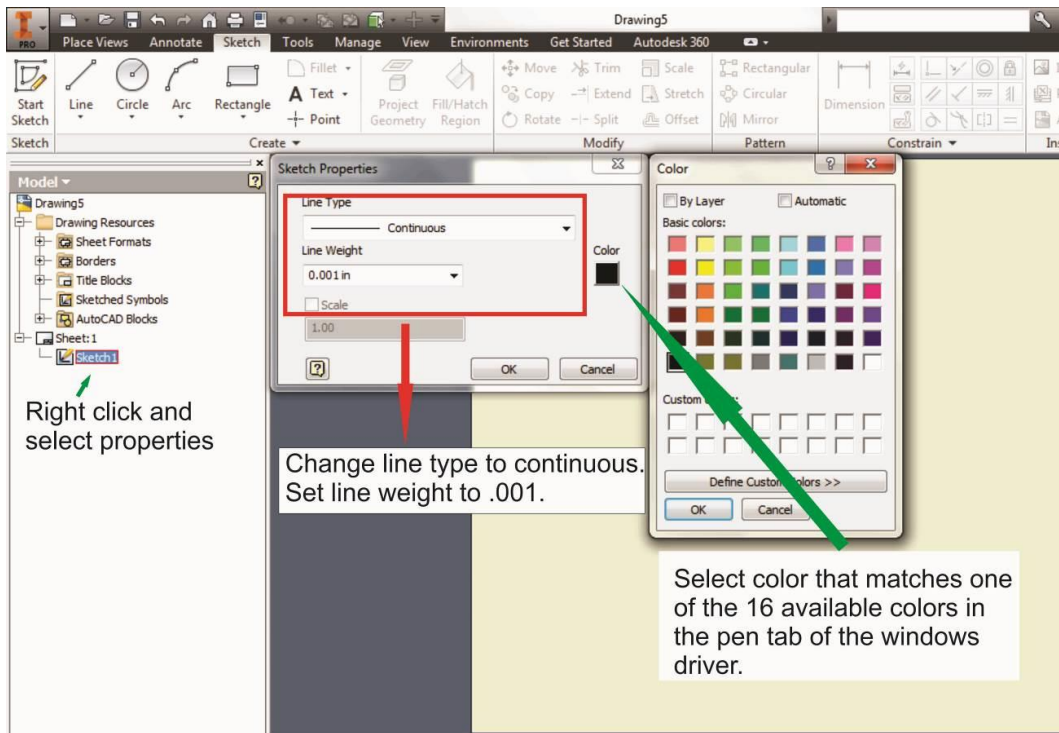 Drawing5
PRO
Place Views Annotate Sketch Tools Manage View Environments Get Started Autodesk 360
Start Sketch
Line
Circle
Arc
Rectangle
Fillet
A Text
Point
Project Geometry
Fill/Hatch Region
Move Trim Scale
Copy Extend Stretch
Rotate Split Offset
Rectangular
Circular
Mirror
Dimension
Sketch
Create
Modify
Pattern
Constrain
Model
Drawing5
Drawing Resources
Sheet Formats
Borders
Title Blocks
Sketched Symbols
AutoCAD Blocks
Sheet:1
Sketch1
Right click and
select properties
Sketch Properties
Line Type
Continuous
Line Weight
0.001 in
Scale
1.00
Color
OK
Cancel
Change line type to continuous.
Set line weight to .001.
Color
By Layer
Automatic
Basic colors:
Custom
Define Custom Colors >>
OK
Cancel
Select color that matches one
of the 16 available colors in
the pen tab of the windows
driver.